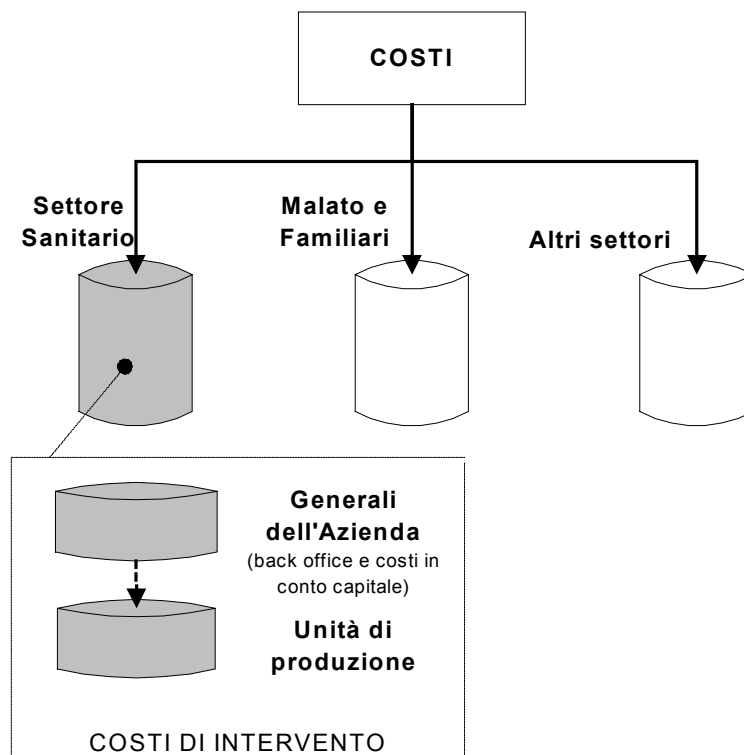 COSTI
Settore
Sanitario
Malato e
Familiari
Altri settori
Generali
dell'Azienda
(back office e costi in
conto capitale)
Unità di
produzione
COSTI DI INTERVENTO